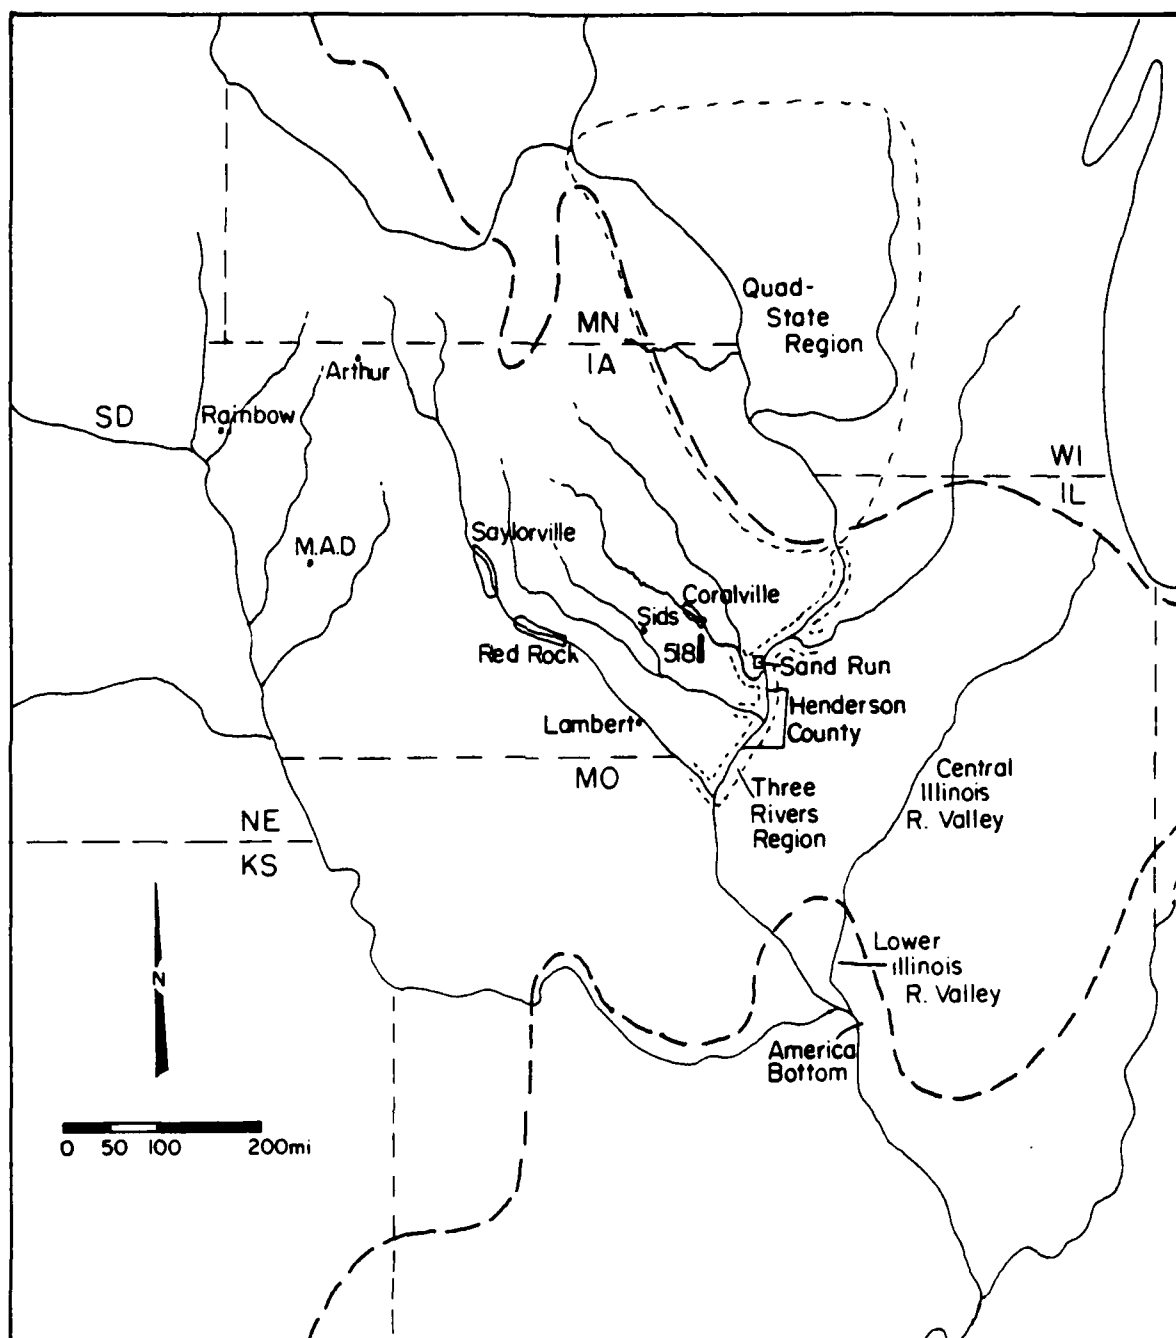 Quad-
State
Region
MN
IA
Arthur
SD
Rainbow
WI
IL
Saylorville
M.A.D
Coralville
Sids
518
Red Rock
Sand Run
Henderson
County
Lambert
MO
Central
Illinois
R. Valley
Three
Rivers
Region
NE
KS
Lower
Illinois
R. Valley
N
America
Bottom
0 50 100 200mi